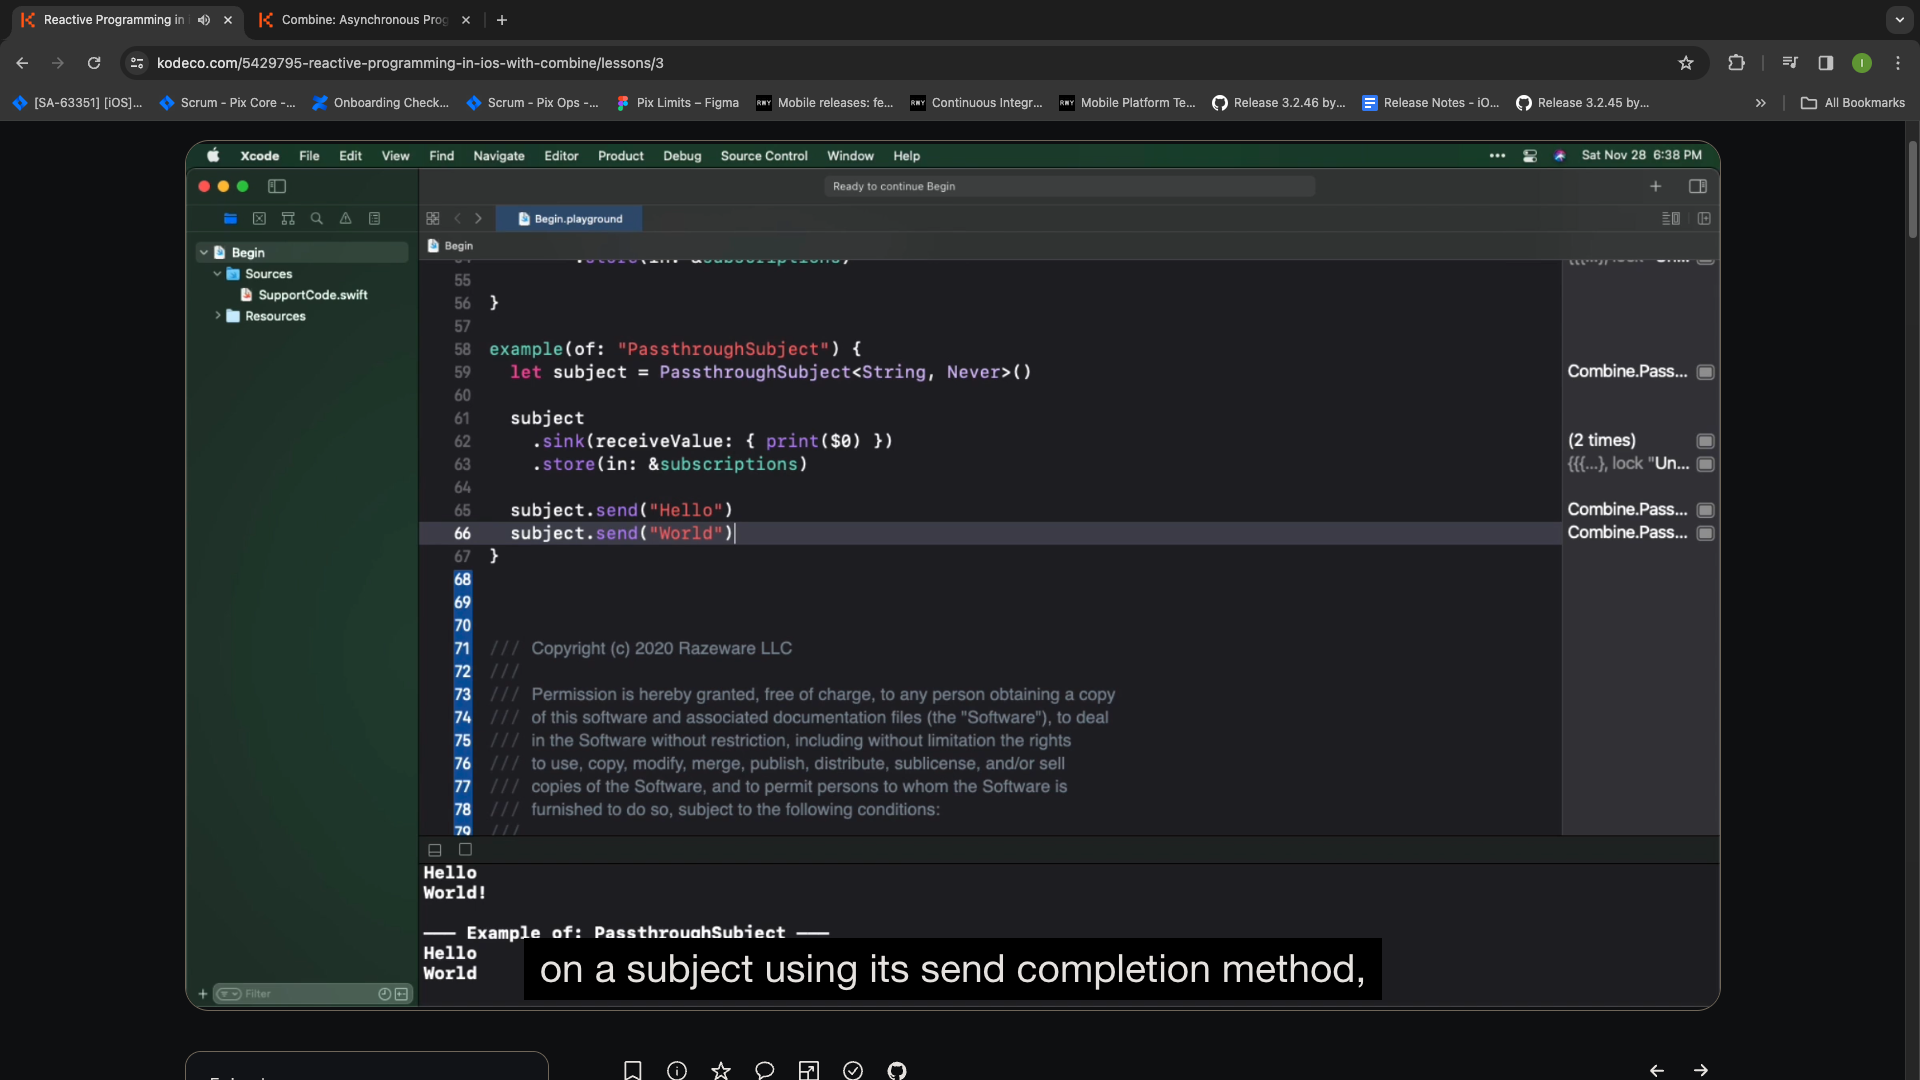 Reactive Programming in i
Combine: Asynchronous Prog
kodeco.com/5429795-reactive-programming-in-ios-with-combine/lessons/3
I
[SA-63351] [iOS]...
Scrum - Pix Core -...
Onboarding Check...
Scrum - Pix Ops -...
Pix Limits – Figma
RWY Mobile releases: fe...
RWY Continuous Integr...
RWY Mobile Platform Te...
Release 3.2.46 by...
Release Notes - iO...
Release 3.2.45 by...
» All Bookmarks
Xcode File Edit View Find Navigate Editor Product Debug Source Control Window Help
Sat Nov 28 6:38 PM
Ready to continue Begin
Begin.playground
Begin
Begin
Sources
SupportCode.swift
Resources
54 .store(in: &subscriptions)
55
56 }
57
58 example(of: "PassthroughSubject") {
59 let subject = PassthroughSubject<String, Never>() Combine.Pass...
60
61 subject
62 .sink(receiveValue: { print($0) }) (2 times)
63 .store(in: &subscriptions) {{{...}, lock "Un...
64
65 subject.send("Hello") Combine.Pass...
66 subject.send("World") Combine.Pass...
67 }
68
69
70
71 /// Copyright (c) 2020 Razeware LLC
72 ///
73 /// Permission is hereby granted, free of charge, to any person obtaining a copy
74 /// of this software and associated documentation files (the "Software"), to deal
75 /// in the Software without restriction, including without limitation the rights
76 /// to use, copy, modify, merge, publish, distribute, sublicense, and/or sell
77 /// copies of the Software, and to permit persons to whom the Software is
78 /// furnished to do so, subject to the following conditions:
79 ///
Hello
World!
—— Example of: PassthroughSubject ——
Hello
World
on a subject using its send completion method,
Filter